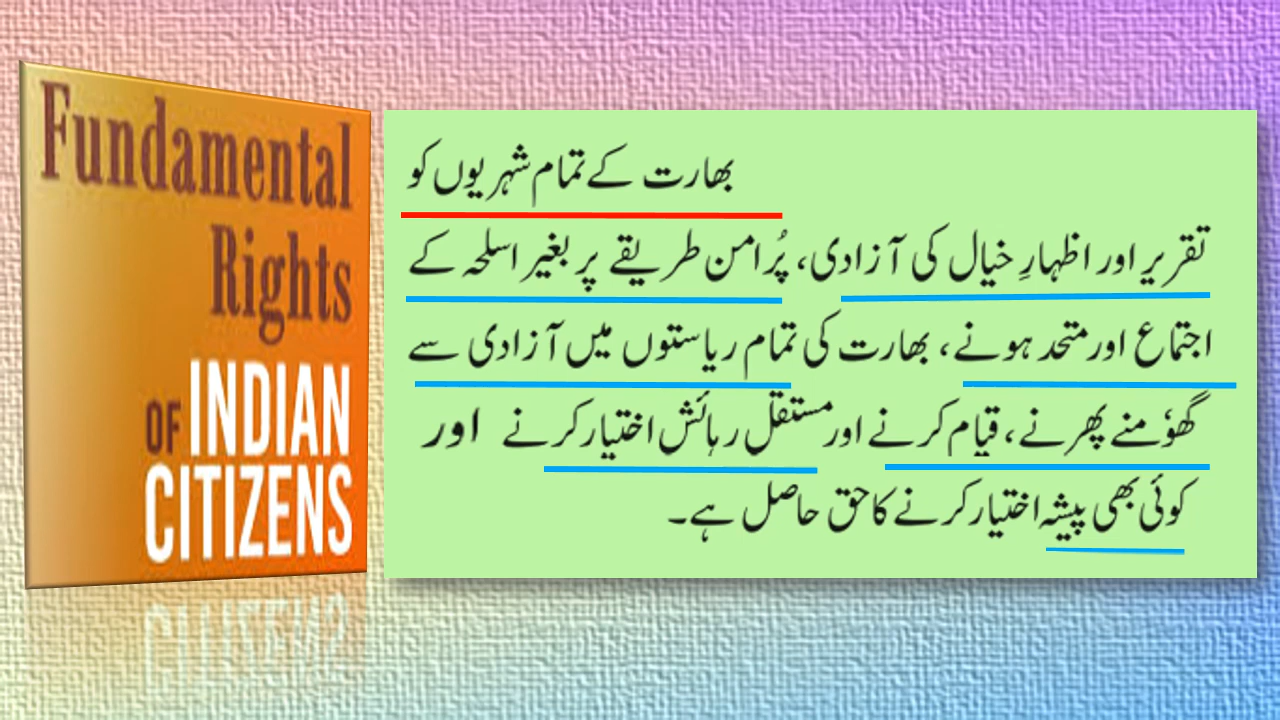 Fundamental
Rights
OF INDIAN
CITIZENS
بھارت کے تمام شہریوں کو
تقریر اور اظہارِ خیال کی آزادی، پُرامن طریقے پر بغیر اسلحہ کے
اجتماع اور متحد ہونے، بھارت کی تمام ریاستوں میں آزادی سے
گھوٗمنے پھرنے، قیام کرنے اور مستقل رہائش اختیار کرنے اور
کوئی بھی پیشہ اختیار کرنے کا حق حاصل ہے۔